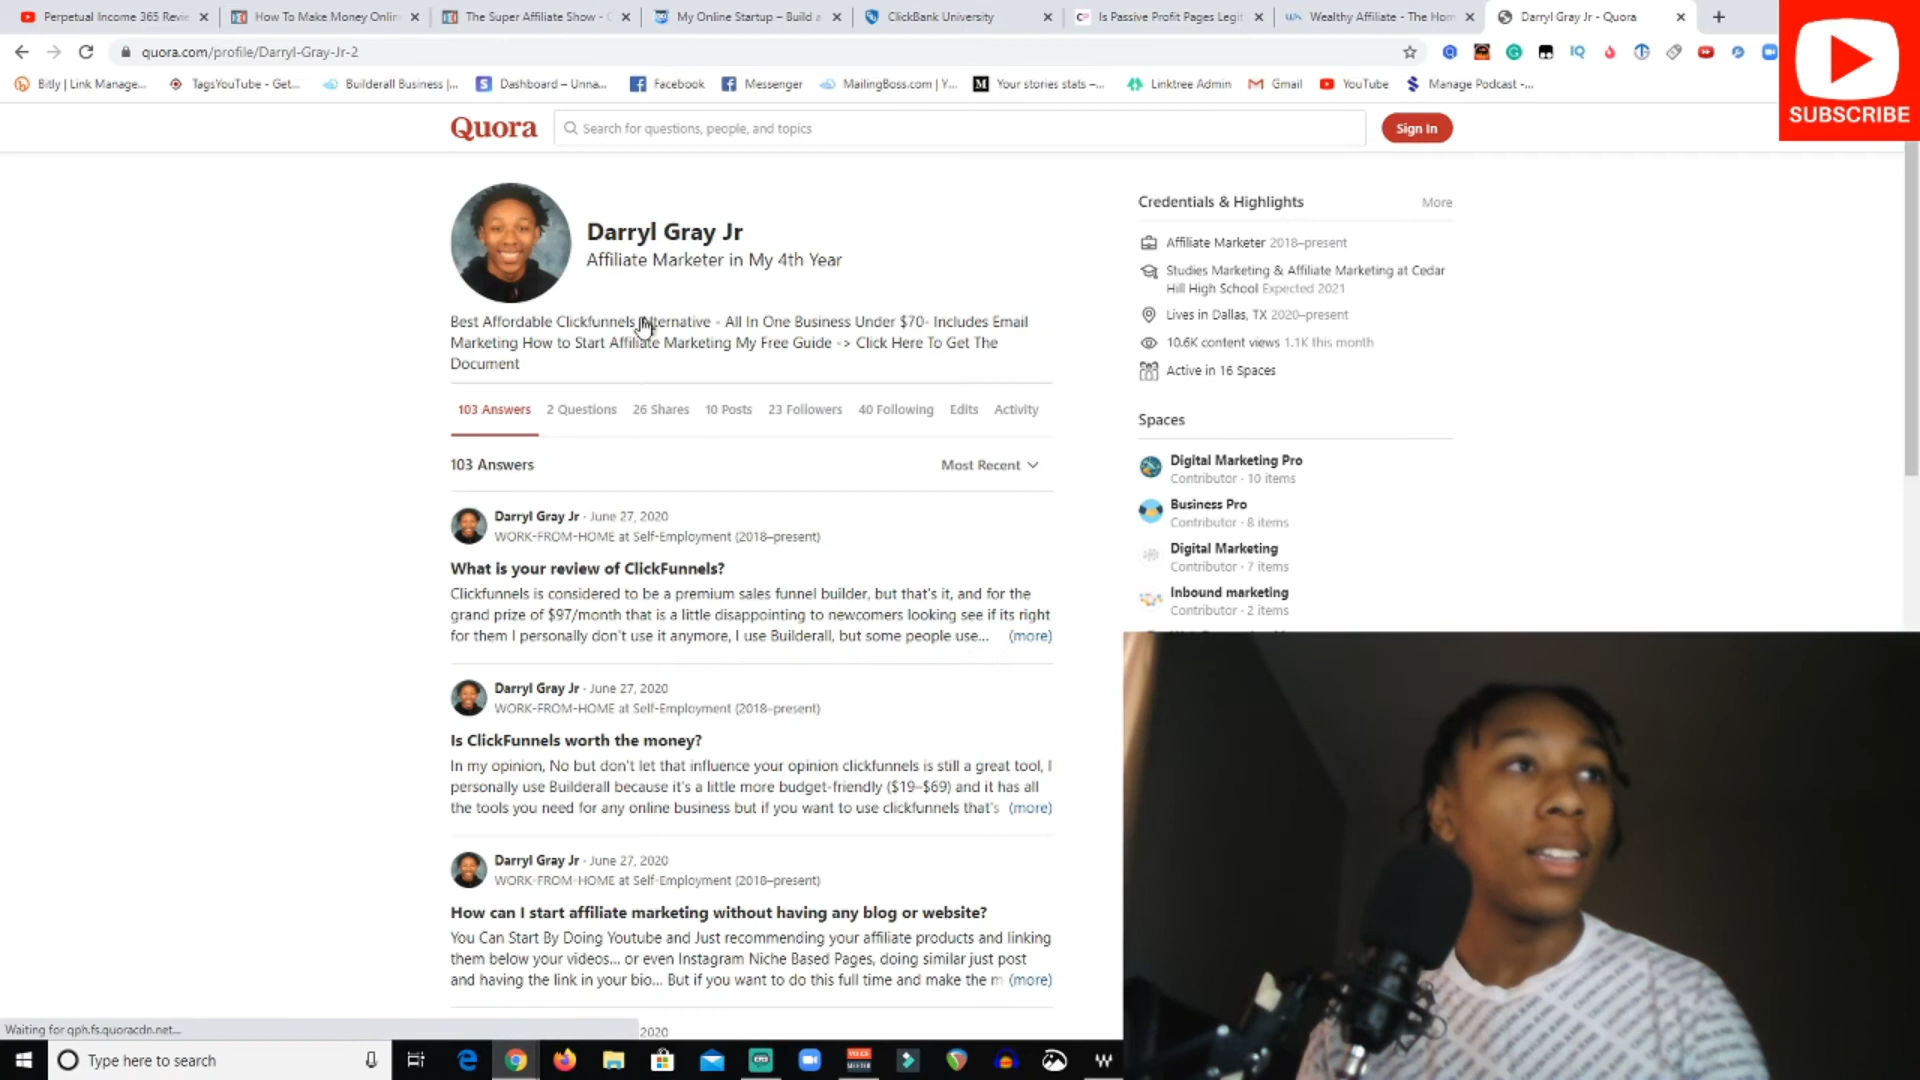 Perpetual Income 365 Revie
How To Make Money Onlin
The Super Affiliate Show - C
My Online Startup – Build a
ClickBank University
Is Passive Profit Pages Legit
Wealthy Affiliate - The Hom
Darryl Gray Jr - Quora
quora.com/profile/Darryl-Gray-Jr-2
Bitly | Link Manage...
TagsYouTube - Get...
Builderall Business |...
Dashboard – Unna...
Facebook
Messenger
MailingBoss.com | Y...
Your stories stats –...
Linktree Admin
Gmail
YouTube
Manage Podcast -...
SUBSCRIBE
Quora
Search for questions, people, and topics
Sign In
Darryl Gray Jr
Affiliate Marketer in My 4th Year
Best Affordable Clickfunnels Alternative - All In One Business Under $70- Includes Email
Marketing How to Start Affiliate Marketing My Free Guide -> Click Here To Get The
Document
103 Answers
2 Questions
26 Shares
10 Posts
23 Followers
40 Following
Edits
Activity
103 Answers
Most Recent
Darryl Gray Jr · June 27, 2020
WORK-FROM-HOME at Self-Employment (2018–present)
What is your review of ClickFunnels?
Clickfunnels is considered to be a premium sales funnel builder, but that's it, and for the
grand prize of $97/month that is a little disappointing to newcomers looking see if its right
for them I personally don't use it anymore, I use Builderall, but some people use... (more)
Darryl Gray Jr · June 27, 2020
WORK-FROM-HOME at Self-Employment (2018–present)
Is ClickFunnels worth the money?
In my opinion, No but don't let that influence your opinion clickfunnels is still a great tool, I
personally use Builderall because it's a little more budget-friendly ($19–$69) and it has all
the tools you need for any online business but if you want to use clickfunnels that's (more)
Darryl Gray Jr · June 27, 2020
WORK-FROM-HOME at Self-Employment (2018–present)
How can I start affiliate marketing without having any blog or website?
You Can Start By Doing Youtube and Just recommending your affiliate products and linking
them below your videos... or even Instagram Niche Based Pages, doing similar just post
and having the link in your bio... But if you want to do this full time and make the m (more)
2020
Credentials & Highlights
More
Affiliate Marketer 2018–present
Studies Marketing & Affiliate Marketing at Cedar
Hill High School Expected 2021
Lives in Dallas, TX 2020–present
10.6K content views 1.1K this month
Active in 16 Spaces
Spaces
Digital Marketing Pro
Contributor · 10 items
Business Pro
Contributor · 8 items
Digital Marketing
Contributor · 7 items
Inbound marketing
Contributor · 2 items
Waiting for qph.fs.quoracdn.net...
Type here to search